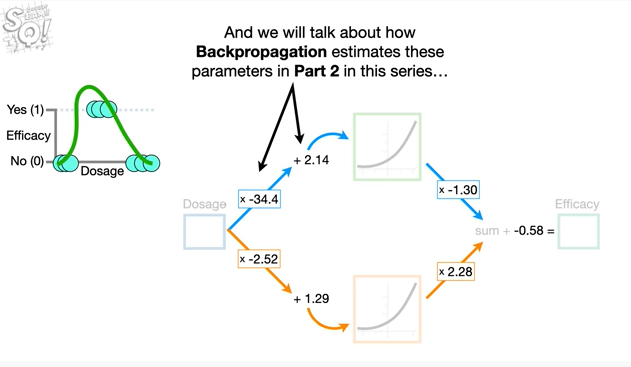 StatQuest!
And we will talk about how
Backpropagation estimates these
parameters in Part 2 in this series…
Yes (1)
Efficacy
No (0)
Dosage
+ 2.14
x -34.4
x -1.30
Dosage
Efficacy
sum + -0.58 =
x -2.52
x 2.28
+ 1.29